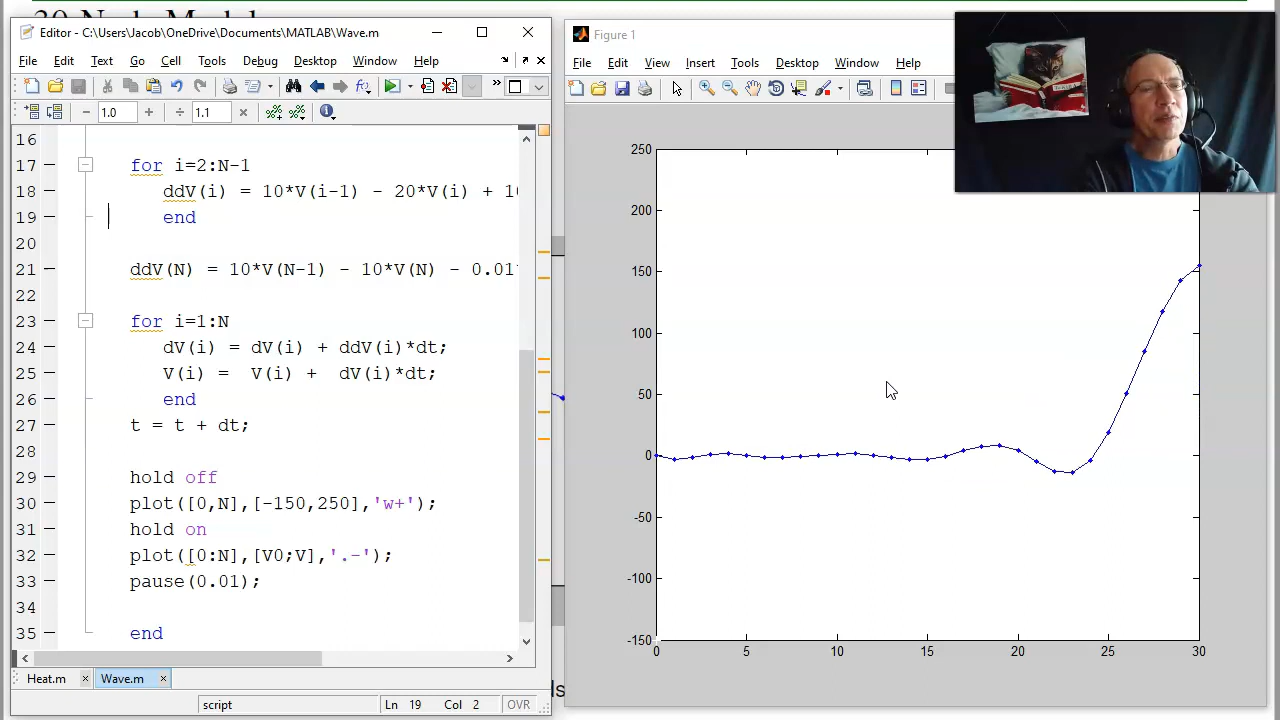 30-Node Model
Editor - C:\Users\Jacob\OneDrive\Documents\MATLAB\Wave.m
File Edit Text Go Cell Tools Debug Desktop Window Help
1.0 1.1
16
17 for i=2:N-1
18 ddV(i) = 10*V(i-1) - 20*V(i) + 10
19 end
20
21 ddV(N) = 10*V(N-1) - 10*V(N) - 0.01
22
23 for i=1:N
24 dV(i) = dV(i) + ddV(i)*dt;
25 V(i) =  V(i) +  dV(i)*dt;
26 end
27 t = t + dt;
28
29 hold off
30 plot([0,N],[-150,250],'w+');
31 hold on
32 plot([0:N],[V0;V],'.-');
33 pause(0.01);
34
35 end
Heat.m Wave.m
script Ln 19 Col 2 OVR
Figure 1
File Edit View Insert Tools Desktop Window Help
250
200
150
100
50
0
-50
-100
-150
0 5 10 15 20 25 30